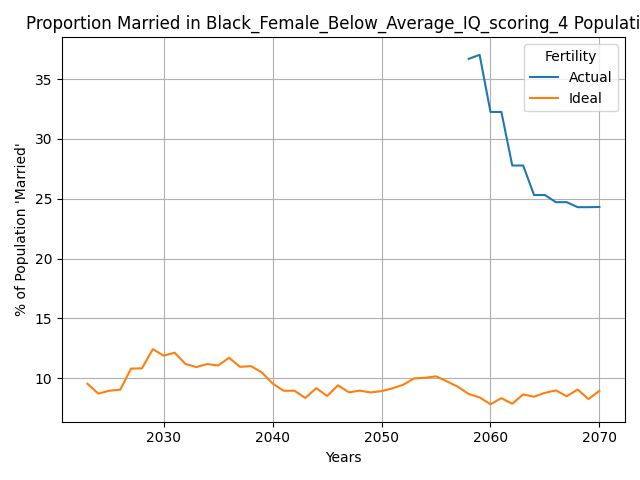 Proportion Married in Black_Female_Below_Average_IQ_scoring_4 Populati
Fertility
Actual
Ideal
% of Population 'Married'
35
30
25
20
15
10
2030
2040
2050
2060
2070
Years